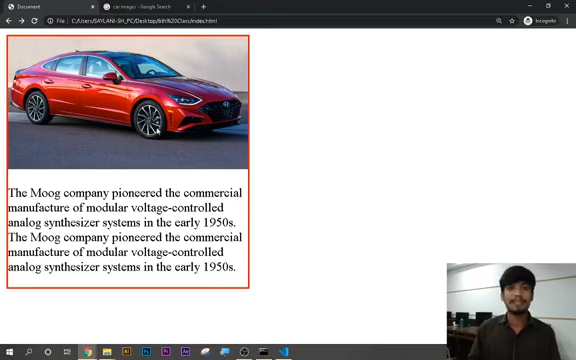 Document
car images - Google Search
File
C:/Users/SAYLANI-SH_PC/Desktop/6th%20Class/index.html
Incognito
The Moog company pioneered the commercial
manufacture of modular voltage-controlled
analog synthesizer systems in the early 1950s.
The Moog company pioneered the commercial
manufacture of modular voltage-controlled
analog synthesizer systems in the early 1950s.